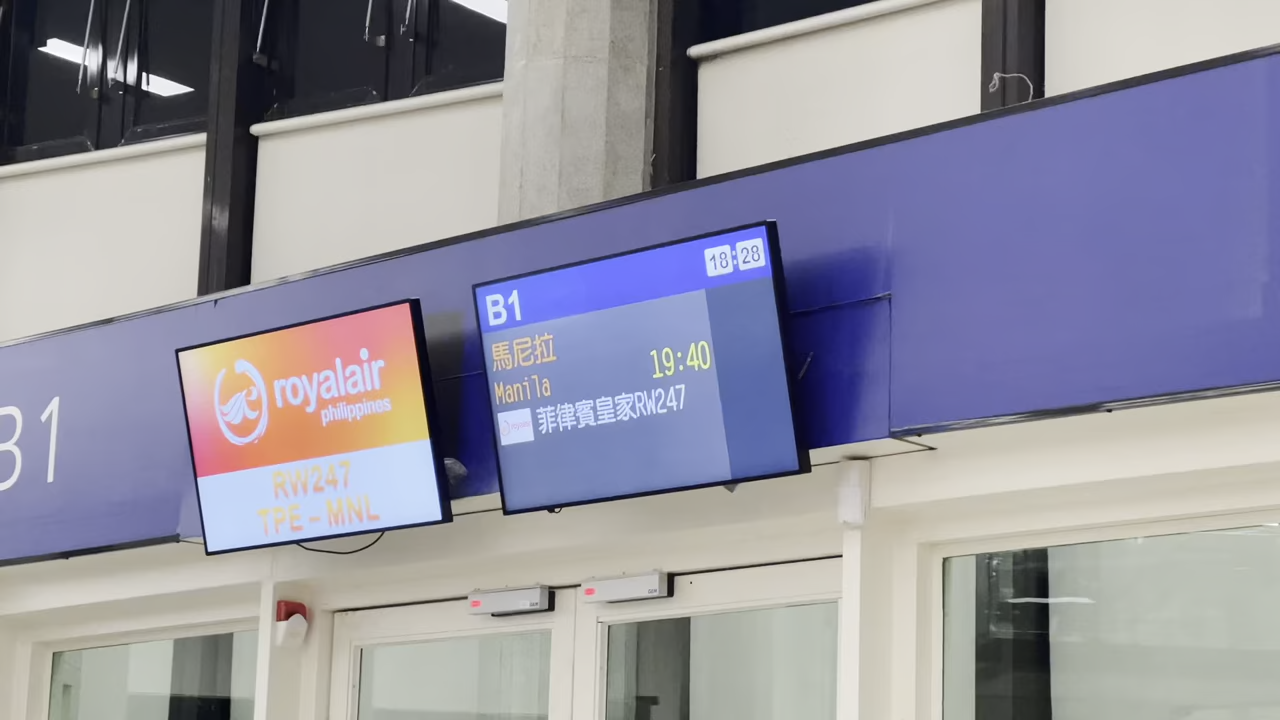 B1
royalair
philippines
RW247
TPE - MNL
B1
18:28
馬尼拉
Manila
19:40
菲律賓皇家RW247